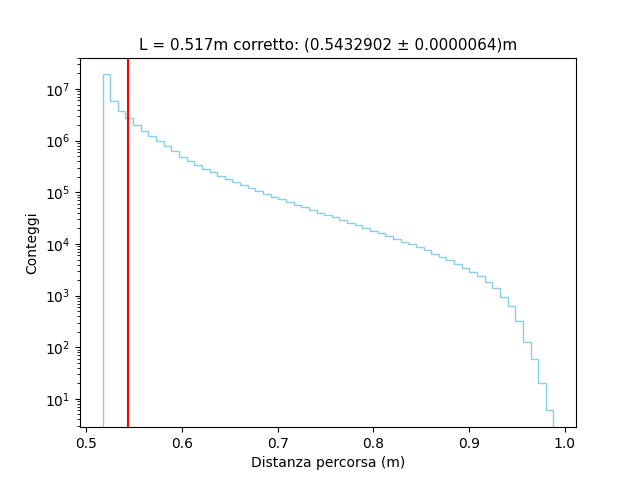 L = 0.517m corretto: (0.5432902 ± 0.0000064)m
Conteggi
10⁷
10⁶
10⁵
10⁴
10³
10²
10¹
0.5 0.6 0.7 0.8 0.9 1.0
Distanza percorsa (m)